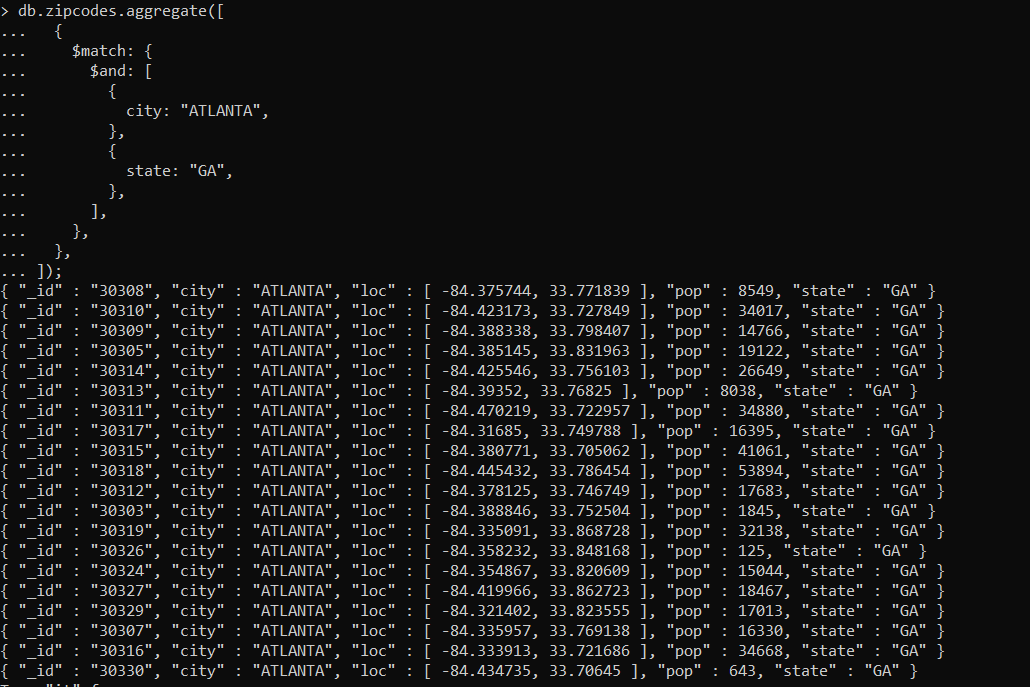 > db.zipcodes.aggregate([
...   {
...     $match: {
...       $and: [
...         {
...           city: "ATLANTA",
...         },
...         {
...           state: "GA",
...         },
...       ],
...     },
...   },
... ]);
{ "_id" : "30308", "city" : "ATLANTA", "loc" : [ -84.375744, 33.771839 ], "pop" : 8549, "state" : "GA" }
{ "_id" : "30310", "city" : "ATLANTA", "loc" : [ -84.423173, 33.727849 ], "pop" : 34017, "state" : "GA" }
{ "_id" : "30309", "city" : "ATLANTA", "loc" : [ -84.388338, 33.798407 ], "pop" : 14766, "state" : "GA" }
{ "_id" : "30305", "city" : "ATLANTA", "loc" : [ -84.385145, 33.831963 ], "pop" : 19122, "state" : "GA" }
{ "_id" : "30314", "city" : "ATLANTA", "loc" : [ -84.425546, 33.756103 ], "pop" : 26649, "state" : "GA" }
{ "_id" : "30313", "city" : "ATLANTA", "loc" : [ -84.39352, 33.76825 ], "pop" : 8038, "state" : "GA" }
{ "_id" : "30311", "city" : "ATLANTA", "loc" : [ -84.470219, 33.722957 ], "pop" : 34880, "state" : "GA" }
{ "_id" : "30317", "city" : "ATLANTA", "loc" : [ -84.31685, 33.749788 ], "pop" : 16395, "state" : "GA" }
{ "_id" : "30315", "city" : "ATLANTA", "loc" : [ -84.380771, 33.705062 ], "pop" : 41061, "state" : "GA" }
{ "_id" : "30318", "city" : "ATLANTA", "loc" : [ -84.445432, 33.786454 ], "pop" : 53894, "state" : "GA" }
{ "_id" : "30312", "city" : "ATLANTA", "loc" : [ -84.378125, 33.746749 ], "pop" : 17683, "state" : "GA" }
{ "_id" : "30303", "city" : "ATLANTA", "loc" : [ -84.388846, 33.752504 ], "pop" : 1845, "state" : "GA" }
{ "_id" : "30319", "city" : "ATLANTA", "loc" : [ -84.335091, 33.868728 ], "pop" : 32138, "state" : "GA" }
{ "_id" : "30326", "city" : "ATLANTA", "loc" : [ -84.358232, 33.848168 ], "pop" : 125, "state" : "GA" }
{ "_id" : "30324", "city" : "ATLANTA", "loc" : [ -84.354867, 33.820609 ], "pop" : 15044, "state" : "GA" }
{ "_id" : "30327", "city" : "ATLANTA", "loc" : [ -84.419966, 33.862723 ], "pop" : 18467, "state" : "GA" }
{ "_id" : "30329", "city" : "ATLANTA", "loc" : [ -84.321402, 33.823555 ], "pop" : 17013, "state" : "GA" }
{ "_id" : "30307", "city" : "ATLANTA", "loc" : [ -84.335957, 33.769138 ], "pop" : 16330, "state" : "GA" }
{ "_id" : "30316", "city" : "ATLANTA", "loc" : [ -84.333913, 33.721686 ], "pop" : 34668, "state" : "GA" }
{ "_id" : "30330", "city" : "ATLANTA", "loc" : [ -84.434735, 33.70645 ], "pop" : 643, "state" : "GA" }